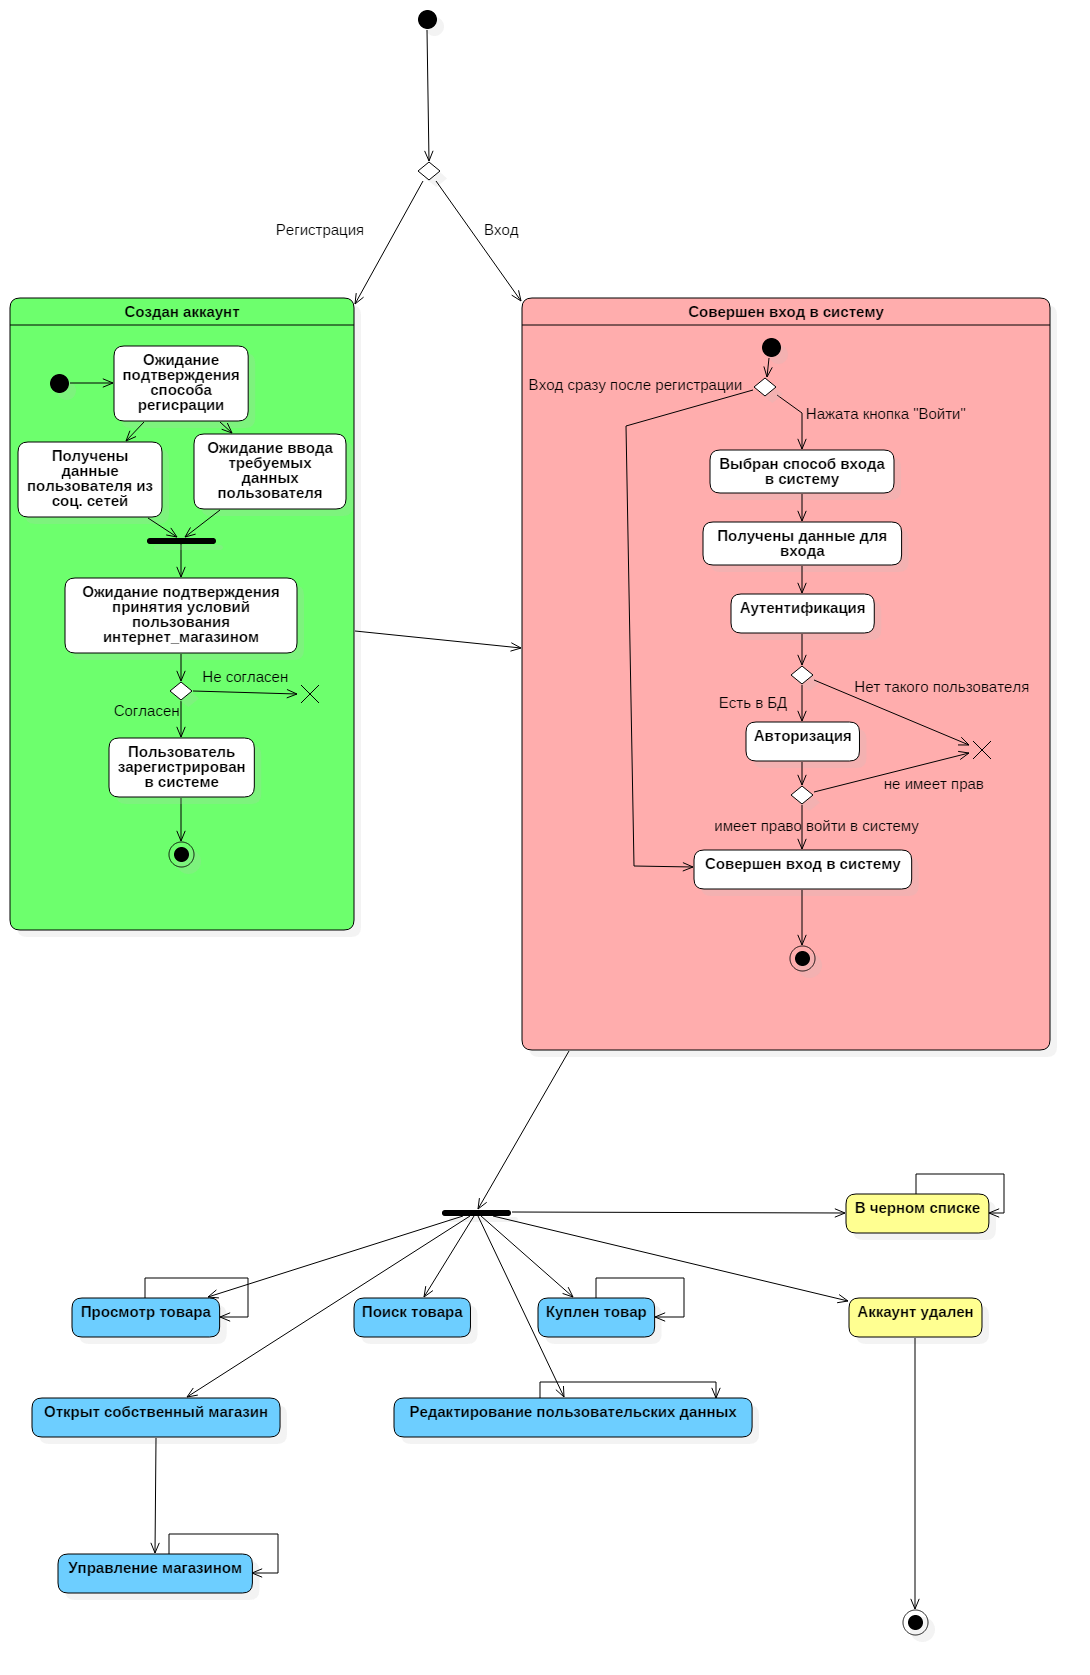 Регистрация
Вход
Создан аккаунт
Ожидание
подтверждения
способа
регисрации
Получены
данные
пользователя из
соц. сетей
Ожидание ввода
требуемых
данных
пользователя
Ожидание подтверждения
принятия условий
пользования
интернет_магазином
Не согласен
Согласен
Пользователь
зарегистрирован
в системе
Совершен вход в систему
Вход сразу после регистрации
Нажата кнопка "Войти"
Выбран способ входа
в систему
Получены данные для
входа
Аутентификация
Нет такого пользователя
Есть в БД
Авторизация
не имеет прав
имеет право войти в систему
Совершен вход в систему
В черном списке
Просмотр товара
Поиск товара
Куплен товар
Аккаунт удален
Открыт собственный магазин
Редактирование пользовательских данных
Управление магазином